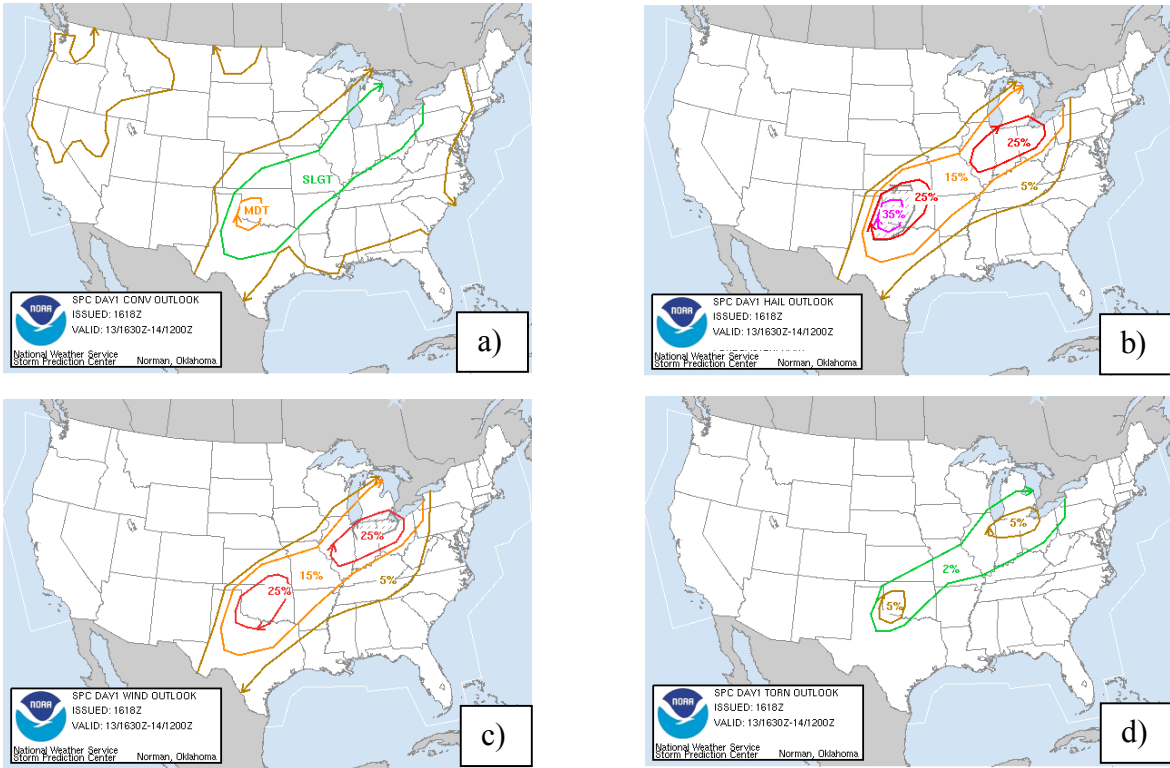 SLGT
MDT
NOAA
SPC DAY1 CONV OUTLOOK
ISSUED: 1618Z
VALID: 13/1630Z-14/1200Z
National Weather Service
Storm Prediction Center Norman, Oklahoma
a)
25%
15%
5%
25%
35%
NOAA
SPC DAY1 HAIL OUTLOOK
ISSUED: 1618Z
VALID: 13/1630Z-14/1200Z
National Weather Service
Storm Prediction Center Norman, Oklahoma
b)
25%
15%
5%
25%
NOAA
SPC DAY1 WIND OUTLOOK
ISSUED: 1618Z
VALID: 13/1630Z-14/1200Z
National Weather Service
Storm Prediction Center Norman, Oklahoma
c)
5%
2%
5%
NOAA
SPC DAY1 TORN OUTLOOK
ISSUED: 1618Z
VALID: 13/1630Z-14/1200Z
National Weather Service
Storm Prediction Center Norman, Oklahoma
d)